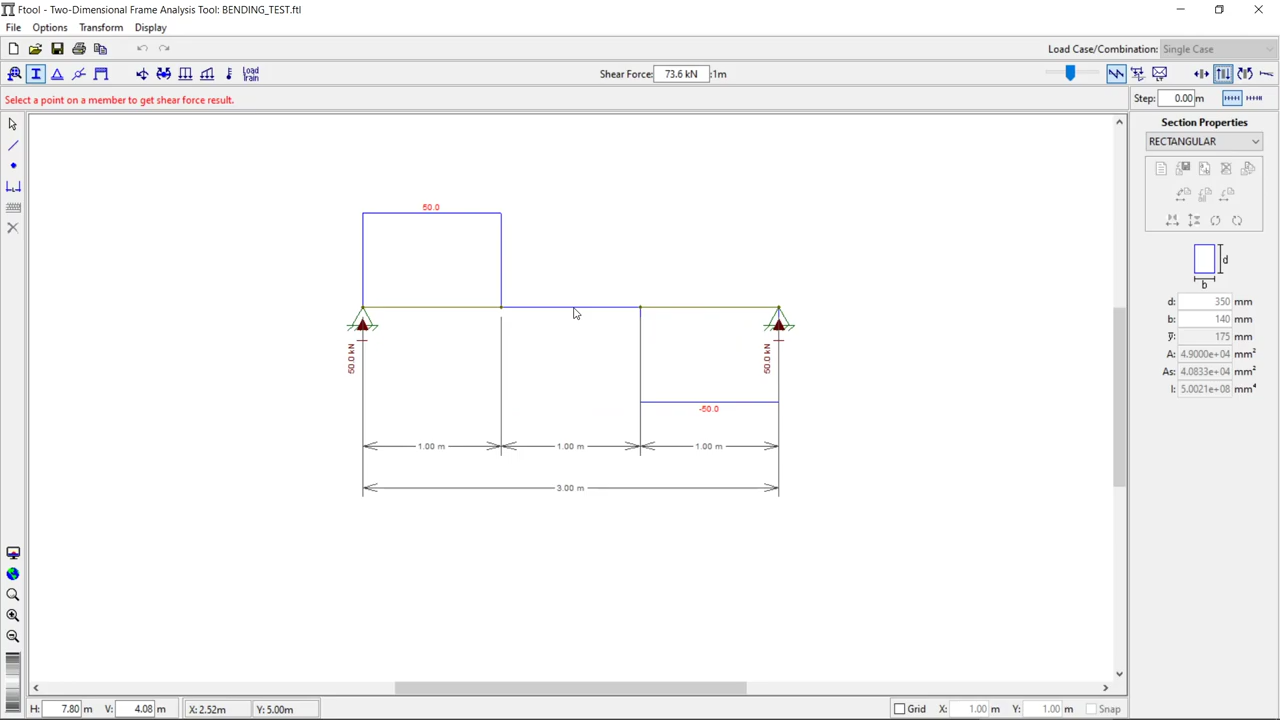 Ftool - Two-Dimensional Frame Analysis Tool: BENDING_TEST.ftl
File Options Transform Display
Load Case/Combination: Single Case
Load Train
Shear Force: 73.6 kN :1m
Select a point on a member to get shear force result.
Step: 0.00 m
Section Properties
RECTANGULAR
d
b
d: 350 mm
b: 140 mm
y: 175 mm
A: 4.9000e+04 mm²
As: 4.0833e+04 mm²
I: 5.0021e+08 mm⁴
50.0
50.0 kN
50.0 kN
-50.0
1.00 m 1.00 m 1.00 m
3.00 m
H: 7.80 m V: 4.08 m X: 2.52m Y: 5.00m
Grid X: 1.00 m Y: 1.00 m Snap